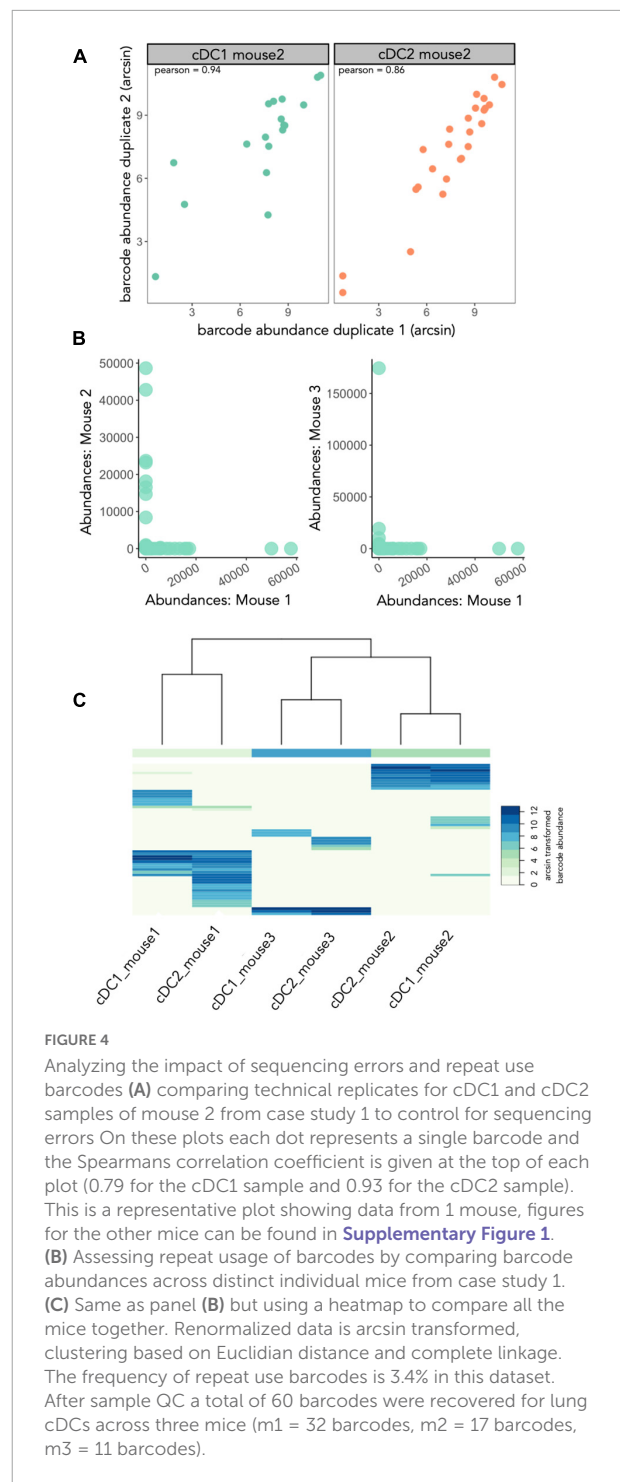 A
cDC1 mouse2
cDC2 mouse2
pearson = 0.94
pearson = 0.86
barcode abundance duplicate 2 (arcsin)
9
6
3
3
6
9
3
6
9
barcode abundance duplicate 1 (arcsin)
B
Abundances: Mouse 2
50000
40000
30000
20000
10000
0
0
20000
40000
60000
Abundances: Mouse 1
Abundances: Mouse 3
150000
100000
50000
0
0
20000
40000
60000
Abundances: Mouse 1
C
0 2 4 6 8 10 12
arcsin transformed
barcode abundance
cDC1_mouse1
cDC2_mouse1
cDC1_mouse3
cDC2_mouse3
cDC2_mouse2
cDC1_mouse2
FIGURE 4
Analyzing the impact of sequencing errors and repeat use
barcodes (A) comparing technical replicates for cDC1 and cDC2
samples of mouse 2 from case study 1 to control for sequencing
errors On these plots each dot represents a single barcode and
the Spearmans correlation coefficient is given at the top of each
plot (0.79 for the cDC1 sample and 0.93 for the cDC2 sample).
This is a representative plot showing data from 1 mouse, figures
for the other mice can be found in Supplementary Figure 1.
(B) Assessing repeat usage of barcodes by comparing barcode
abundances across distinct individual mice from case study 1.
(C) Same as panel (B) but using a heatmap to compare all the
mice together. Renormalized data is arcsin transformed,
clustering based on Euclidian distance and complete linkage.
The frequency of repeat use barcodes is 3.4% in this dataset.
After sample QC a total of 60 barcodes were recovered for lung
cDCs across three mice (m1 = 32 barcodes, m2 = 17 barcodes,
m3 = 11 barcodes).